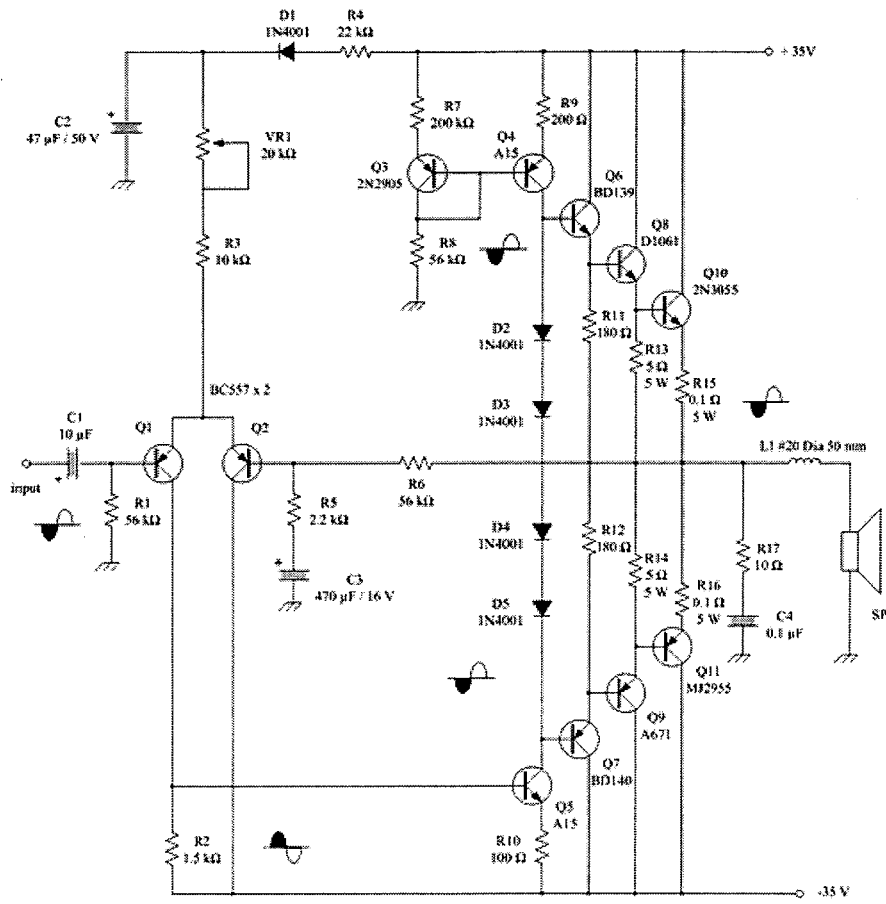 D1
1N4001
R4
22 kΩ
+ 35V
C2
47 µF / 50 V
VR1
20 kΩ
R7
200 kΩ
Q4
A15
R9
200 Ω
Q3
2N2905
Q6
BD139
R3
10 kΩ
R8
56 kΩ
Q8
D1061
Q10
2N3055
D2
1N4001
R11
180 Ω
R13
5 Ω
5 W
R15
0.1 Ω
5 W
BC557 x 2
D3
1N4001
C1
10 µF
Q1
Q2
L1 #20 Dia 50 mm
input
R1
56 kΩ
R5
2.2 kΩ
R6
56 kΩ
D4
1N4001
R12
180 Ω
R14
5 Ω
5 W
R17
10 Ω
C3
470 µF / 16 V
D5
1N4001
R16
0.1 Ω
5 W
C4
0.1 µF
SP
Q11
MJ2955
Q9
A671
Q7
BD140
Q5
A15
R2
1.5 kΩ
R10
100 Ω
-35 V